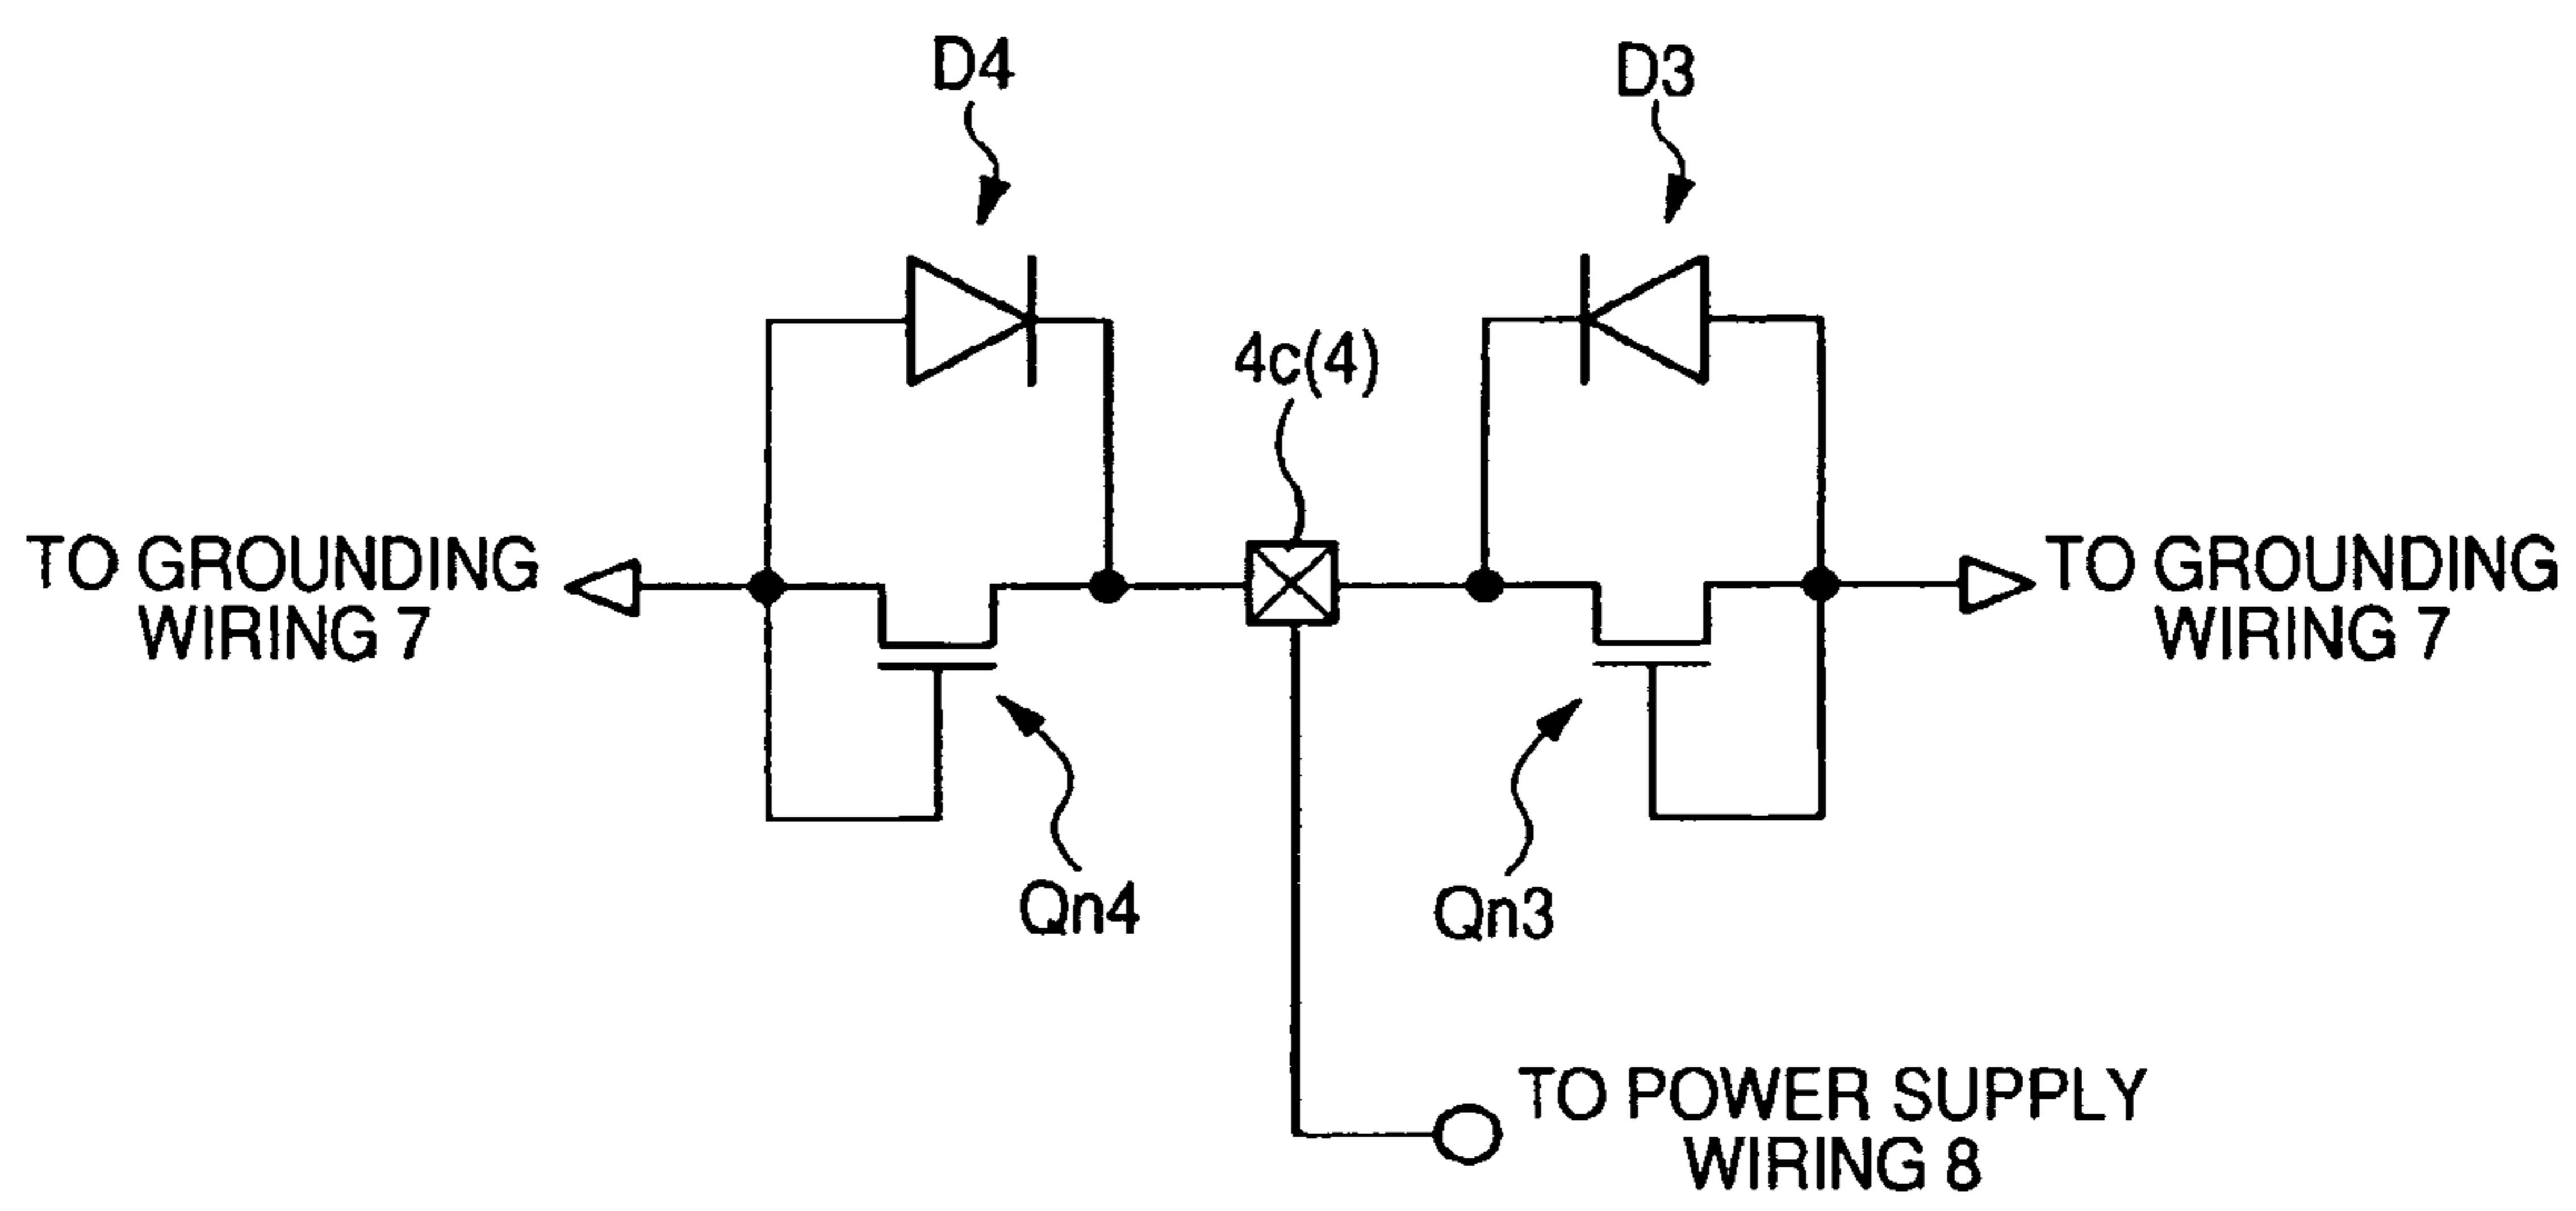 D4
D3
4c(4)
TO GROUNDING
WIRING 7
TO GROUNDING
WIRING 7
Qn4
Qn3
TO POWER SUPPLY
WIRING 8